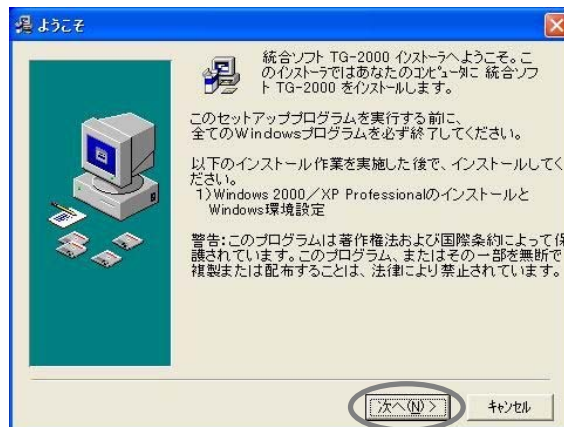 ようこそ
統合ソフト TG-2000 インストーラへようこそ。こ
のインストーラではあなたのコンピュータに 統合ソフ
ト TG-2000 をインストールします。
このセットアッププログラムを実行する前に、
全てのWindowsプログラムを必ず終了してください。
以下のインストール作業を実施した後で、インストールしてく
ださい。
1)Windows 2000/XP Professionalのインストールと
Windows環境設定
警告:このプログラムは著作権法および国際条約によって保
護されています。このプログラム、またはその一部を無断で
複製または配布することは、法律により禁止されています。
次へ(N) >
キャンセル